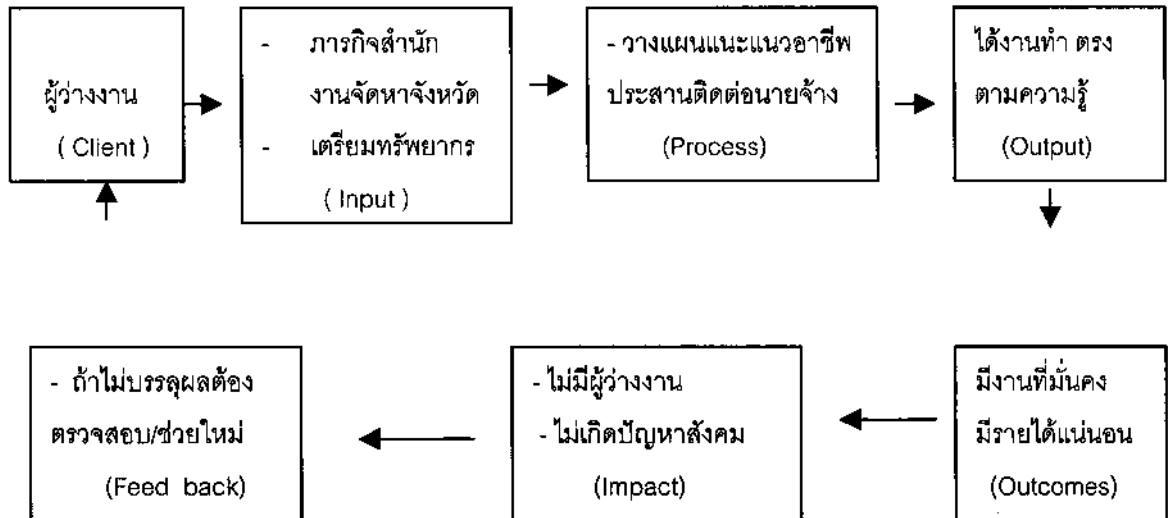 ผู้ว่างงาน
( Client )
- ภารกิจสำนัก
งานจัดหาจังหวัด
- เตรียมทรัพยากร
( Input )
- วางแผนแนะแนวอาชีพ
ประสานติดต่อนายจ้าง
(Process)
ได้งานทำ ตรง
ตามความรู้
(Output)
มีงานที่มั่นคง
มีรายได้แน่นอน
(Outcomes)
- ไม่มีผู้ว่างงาน
- ไม่เกิดปัญหาสังคม
(Impact)
- ถ้าไม่บรรลุผลต้อง
ตรวจสอบ/ช่วยใหม่
(Feed back)